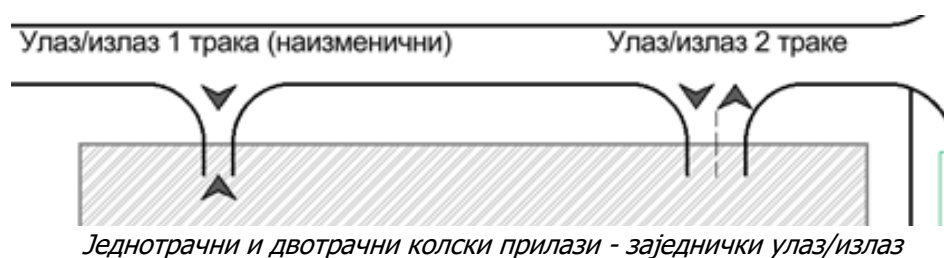 Улаз/излаз 1 трака (наизменични)
Улаз/излаз 2 траке
Једнотрачни и двотрачни колски прилази - заједнички улаз/излаз